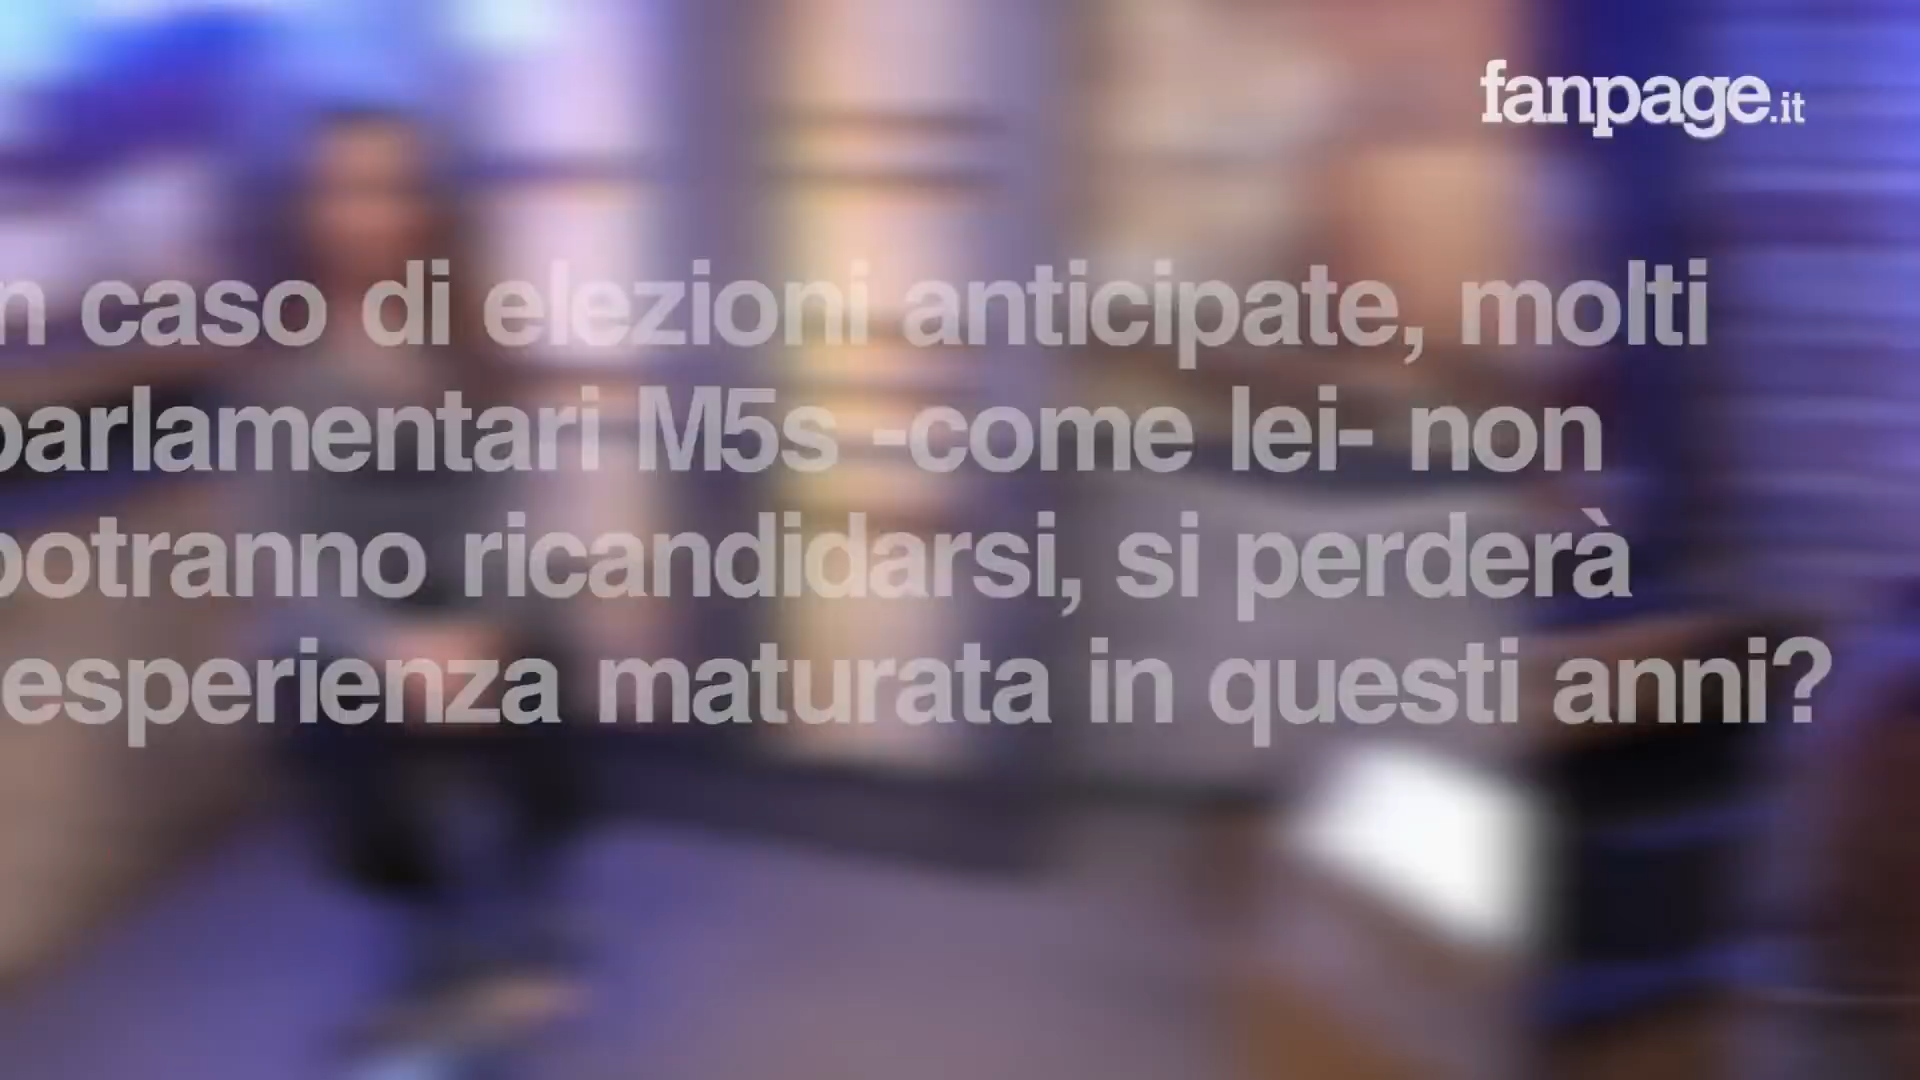 fanpage.it
n caso di elezioni anticipate, molti
parlamentari M5s -come lei- non
potranno ricandidarsi, si perderà
esperienza maturata in questi anni?